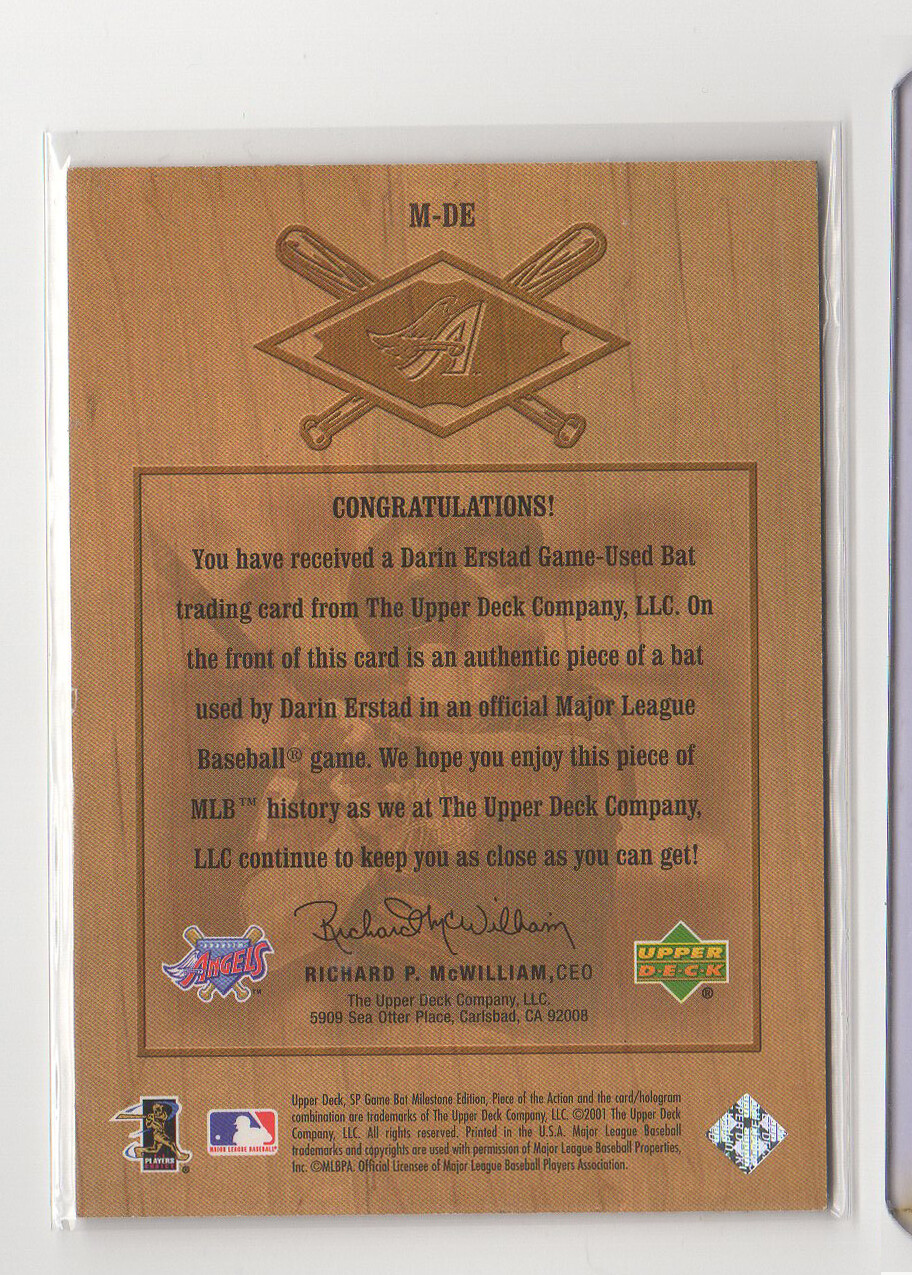 M-DE
A
CONGRATULATIONS!
You have received a Darin Erstad Game-Used Bat
trading card from The Upper Deck Company, LLC. On
the front of this card is an authentic piece of a bat
used by Darin Erstad in an official Major League
Baseball® game. We hope you enjoy this piece of
MLB™ history as we at The Upper Deck Company,
LLC continue to keep you as close as you can get!
Richard McWilliam
ANGELS™
UPPER
DECK®
RICHARD P. McWILLIAM, CEO
The Upper Deck Company, LLC.
5909 Sea Otter Place, Carlsbad, CA 92008
PLAYERS
CHOICE®
MAJOR LEAGUE BASEBALL®
Upper Deck, SP Game Bat Milestone Edition, Piece of the Action and the card/hologram
combination are trademarks of The Upper Deck Company, LLC. ©2001 The Upper Deck
Company, LLC. All rights reserved. Printed in the U.S.A. Major League Baseball
trademarks and copyrights are used with permission of Major League Baseball Properties,
Inc. ©MLBPA. Official Licensee of Major League Baseball Players Association.